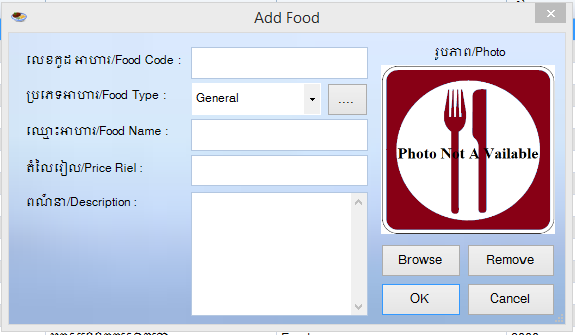 Add Food
លេខកូដ អាហារ/Food Code :
ប្រភេទអាហារ/Food Type :
General
....
ឈ្មោះអាហារ/Food Name :
តំលៃរៀល/Price Riel :
ពណ៌នា/Description :
រូបភាព/Photo
Photo Not A Vailable
Browse
Remove
OK
Cancel